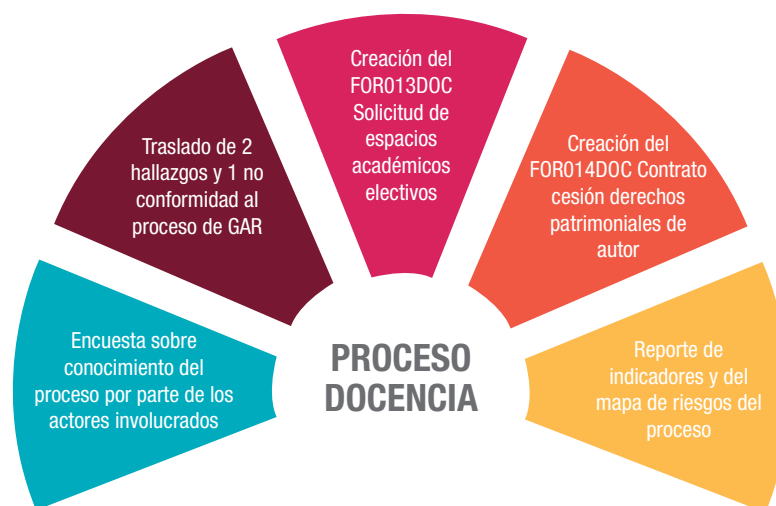 Creación del
FOR013DOC
Solicitud de
espacios
académicos
electivos
Traslado de 2
hallazgos y 1 no
conformidad al
proceso de GAR
Creación del
FOR014DOC Contrato
cesión derechos
patrimoniales de
autor
Encuesta sobre
conocimiento del
proceso por parte de los
actores involucrados
PROCESO
DOCENCIA
Reporte de
indicadores y del
mapa de riesgos del
proceso